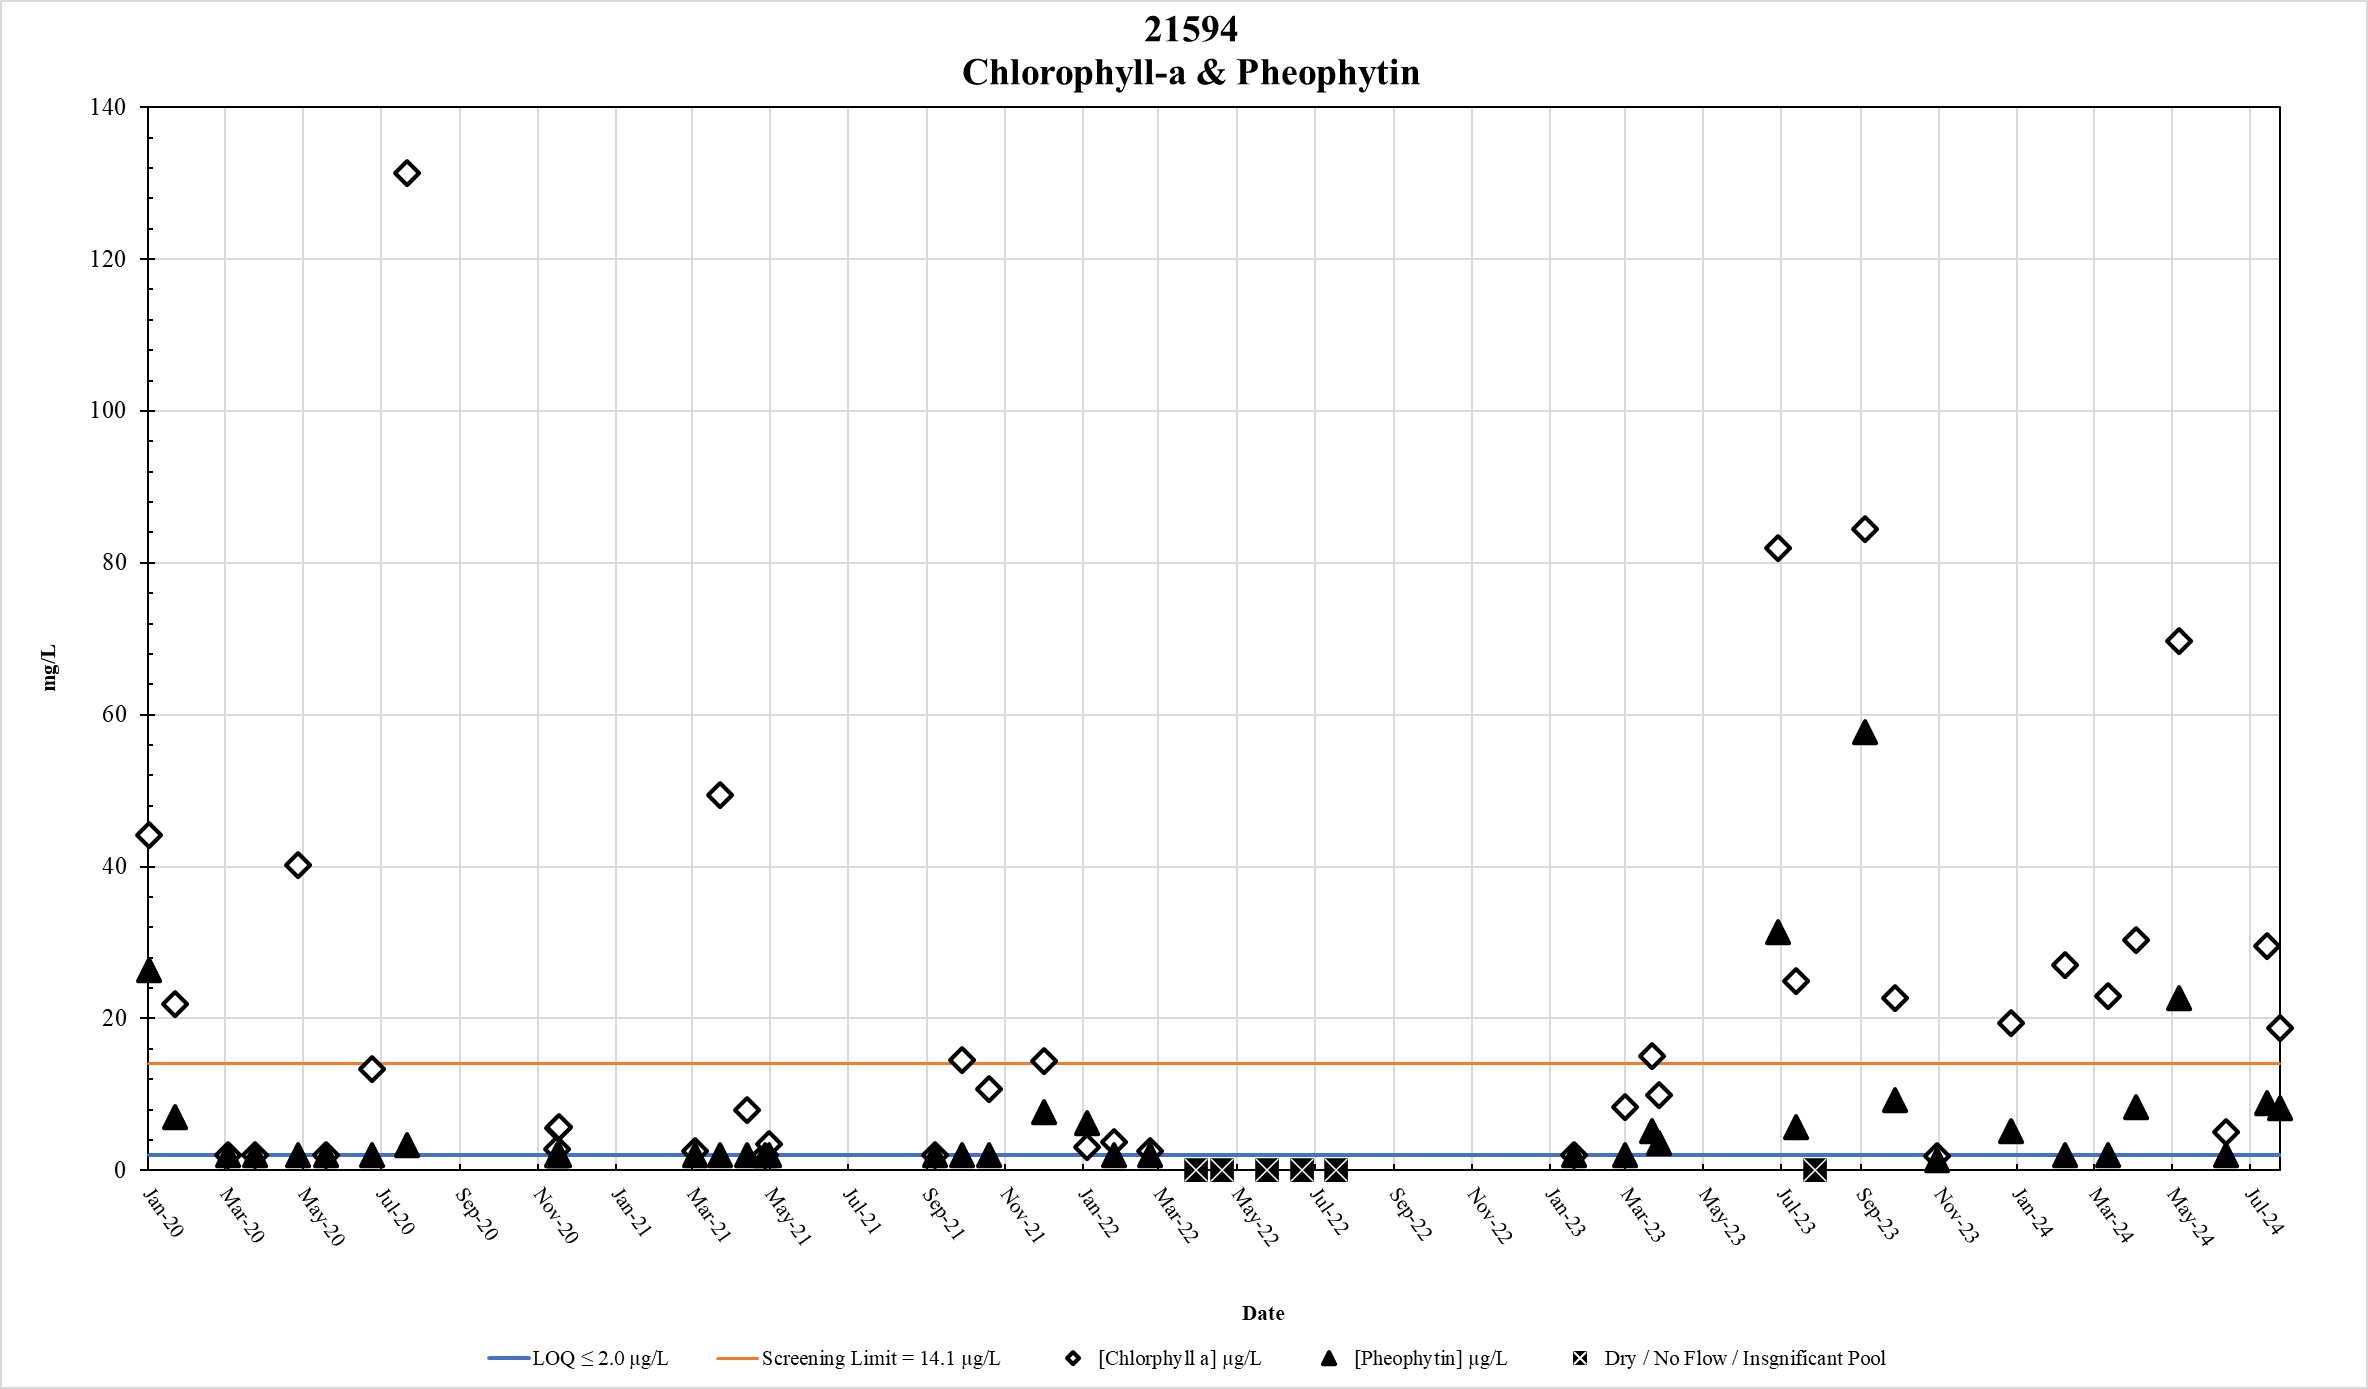 21594
Chlorophyll-a & Pheophytin
140
120
100
80
60
40
20
0
mg/L
Jan-20 Mar-20 May-20 Jul-20 Sep-20 Nov-20 Jan-21 Mar-21 May-21 Jul-21 Sep-21 Nov-21 Jan-22 Mar-22 May-22 Jul-22 Sep-22 Nov-22 Jan-23 Mar-23 May-23 Jul-23 Sep-23 Nov-23 Jan-24 Mar-24 May-24 Jul-24
Date
LOQ ≤ 2.0 µg/L Screening Limit = 14.1 µg/L [Chlorphyll a] µg/L [Pheophytin] µg/L Dry / No Flow / Insgnificant Pool